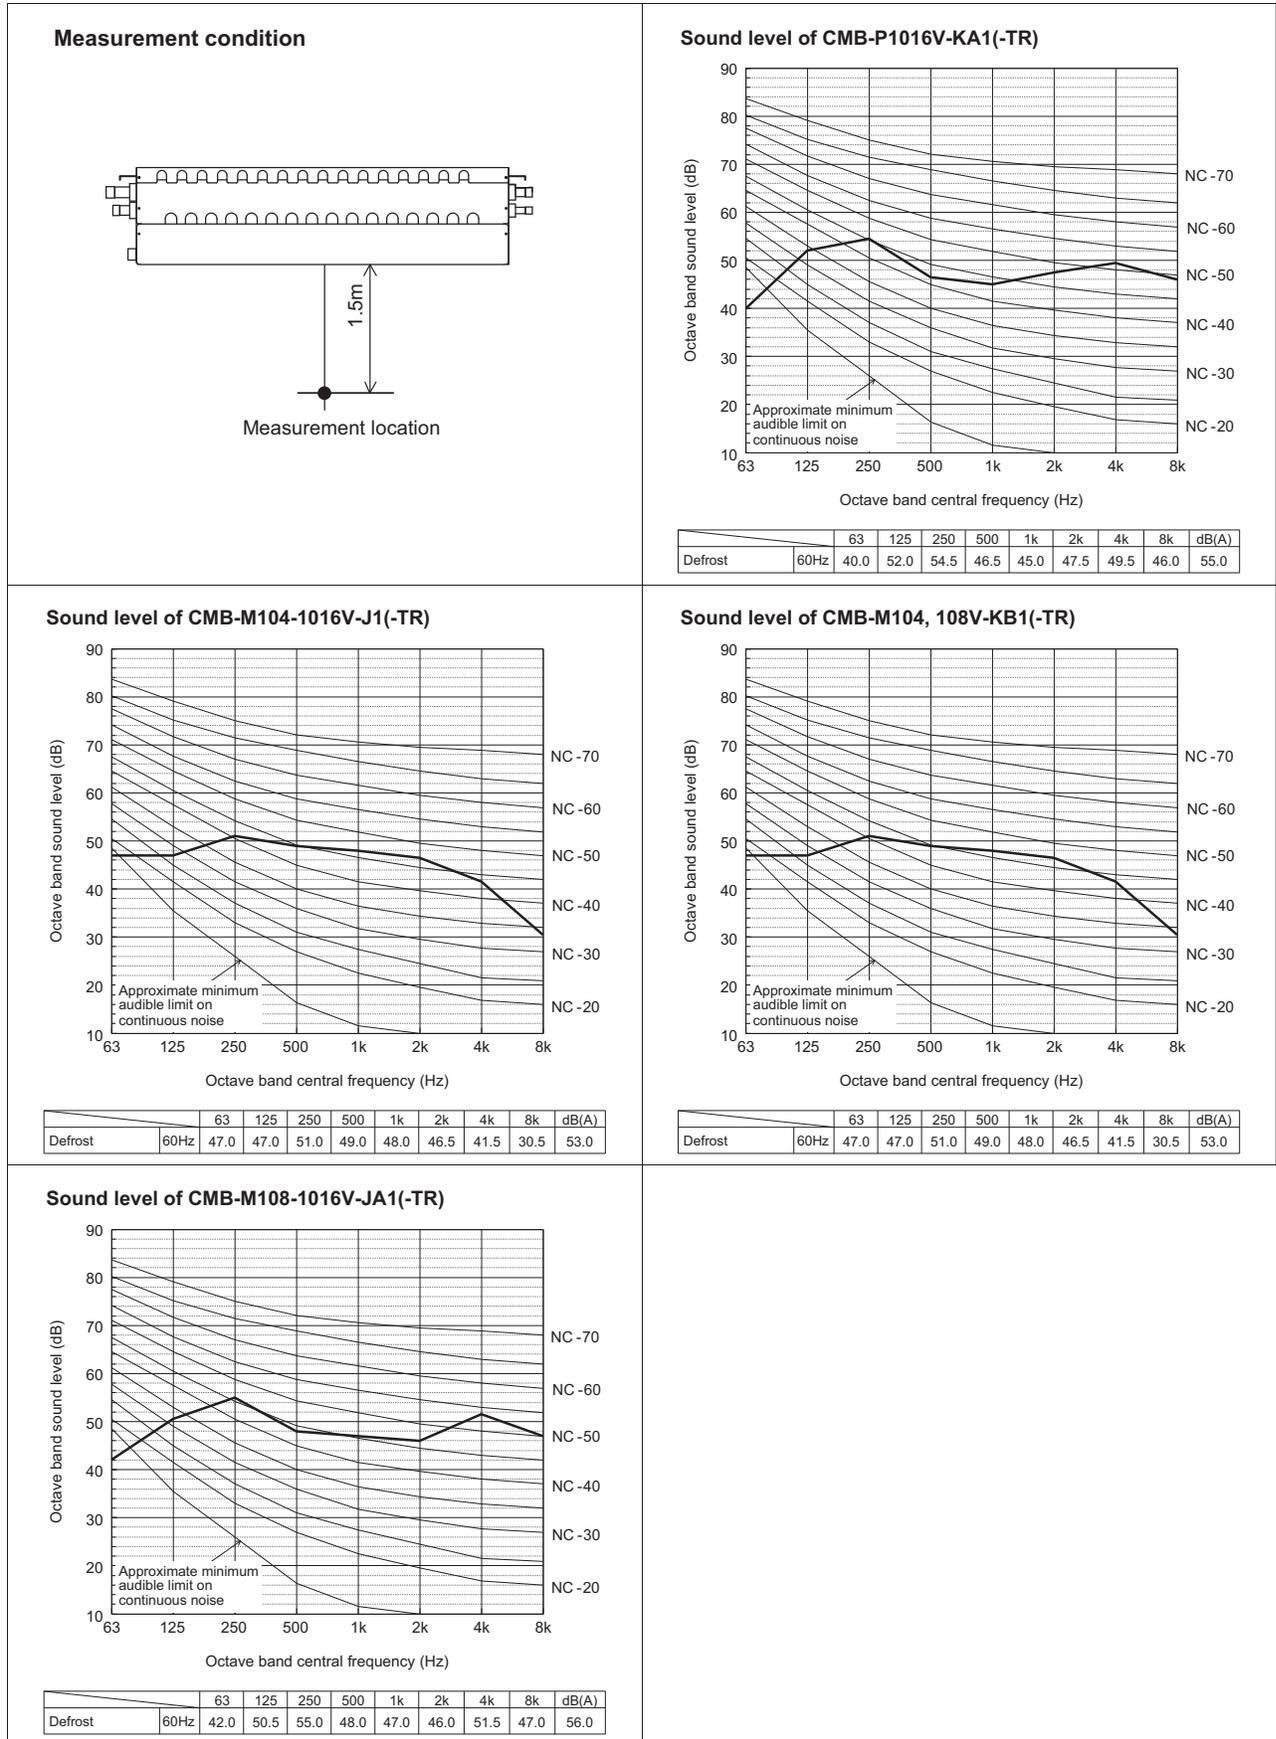 Measurement condition
1.5m
Measurement location
Sound level of CMB-P1016V-KA1(-TR)
Octave band sound level (dB)
90
80
70
60
50
40
30
20
10
NC-70
NC-60
NC-50
NC-40
NC-30
NC-20
Approximate minimum
audible limit on
continuous noise
63 125 250 500 1k 2k 4k 8k
Octave band central frequency (Hz)
63 125 250 500 1k 2k 4k 8k dB(A)
Defrost 60Hz 40.0 52.0 54.5 46.5 45.0 47.5 49.5 46.0 55.0
Sound level of CMB-M104-1016V-J1(-TR)
Octave band sound level (dB)
90
80
70
60
50
40
30
20
10
NC-70
NC-60
NC-50
NC-40
NC-30
NC-20
Approximate minimum
audible limit on
continuous noise
63 125 250 500 1k 2k 4k 8k
Octave band central frequency (Hz)
63 125 250 500 1k 2k 4k 8k dB(A)
Defrost 60Hz 47.0 47.0 51.0 49.0 48.0 46.5 41.5 30.5 53.0
Sound level of CMB-M104, 108V-KB1(-TR)
Octave band sound level (dB)
90
80
70
60
50
40
30
20
10
NC-70
NC-60
NC-50
NC-40
NC-30
NC-20
Approximate minimum
audible limit on
continuous noise
63 125 250 500 1k 2k 4k 8k
Octave band central frequency (Hz)
63 125 250 500 1k 2k 4k 8k dB(A)
Defrost 60Hz 47.0 47.0 51.0 49.0 48.0 46.5 41.5 30.5 53.0
Sound level of CMB-M108-1016V-JA1(-TR)
Octave band sound level (dB)
90
80
70
60
50
40
30
20
10
NC-70
NC-60
NC-50
NC-40
NC-30
NC-20
Approximate minimum
audible limit on
continuous noise
63 125 250 500 1k 2k 4k 8k
Octave band central frequency (Hz)
63 125 250 500 1k 2k 4k 8k dB(A)
Defrost 60Hz 42.0 50.5 55.0 48.0 47.0 46.0 51.5 47.0 56.0